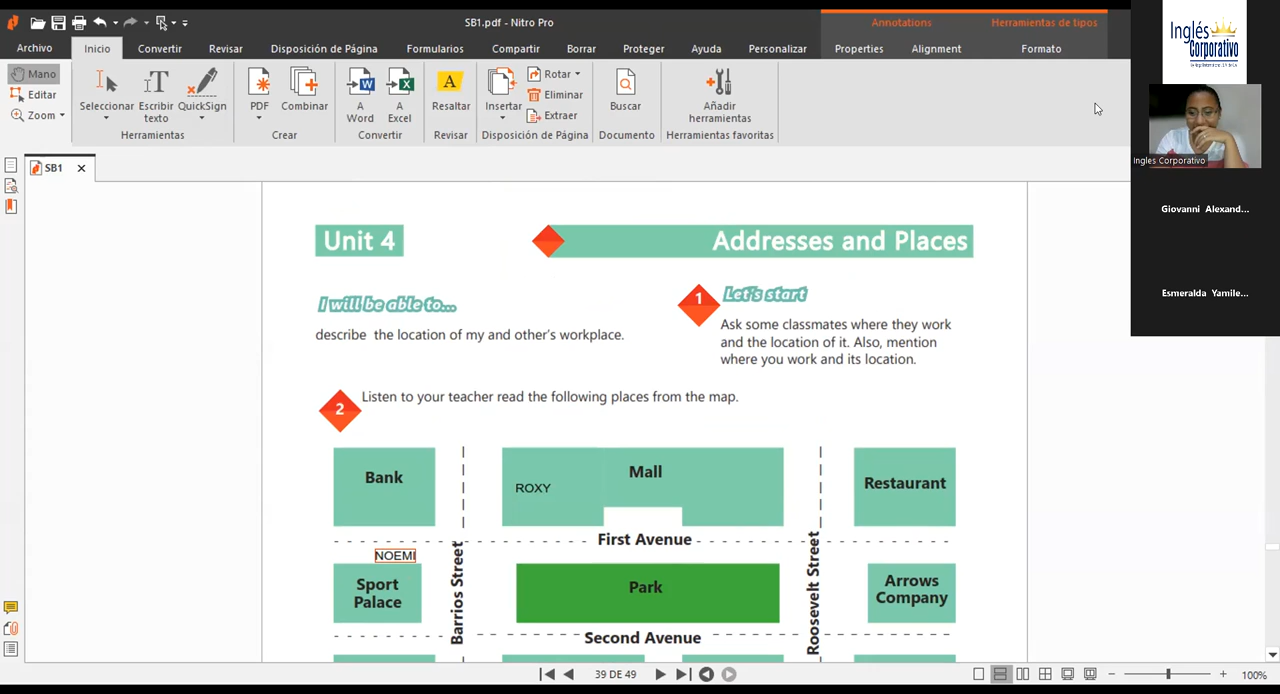 SB1.pdf - Nitro Pro
Annotations
Herramientas de tipos
Archivo
Inicio
Convertir
Revisar
Disposición de Página
Formularios
Compartir
Borrar
Proteger
Ayuda
Personalizar
Properties
Alignment
Formato
Mano
Editar
Zoom
Seleccionar
Escribir texto
QuickSign
Herramientas
PDF
Combinar
Crear
A Word
A Excel
Convertir
Resaltar
Revisar
Insertar
Rotar
Eliminar
Extraer
Disposición de Página
Buscar
Documento
Añadir herramientas
Herramientas favoritas
Inglés
Corporativo
Ingles Corporativo
Giovanni Alexand...
Esmeralda Yamile...
SB1
Unit 4
Addresses and Places
I will be able to...
describe the location of my and other's workplace.
1
Let's start
Ask some classmates where they work
and the location of it. Also, mention
where you work and its location.
2
Listen to your teacher read the following places from the map.
Bank
Mall
ROXY
Restaurant
First Avenue
NOEMI
Sport
Palace
Barrios Street
Park
Roosevelt Street
Arrows
Company
Second Avenue
39 DE 49
100%